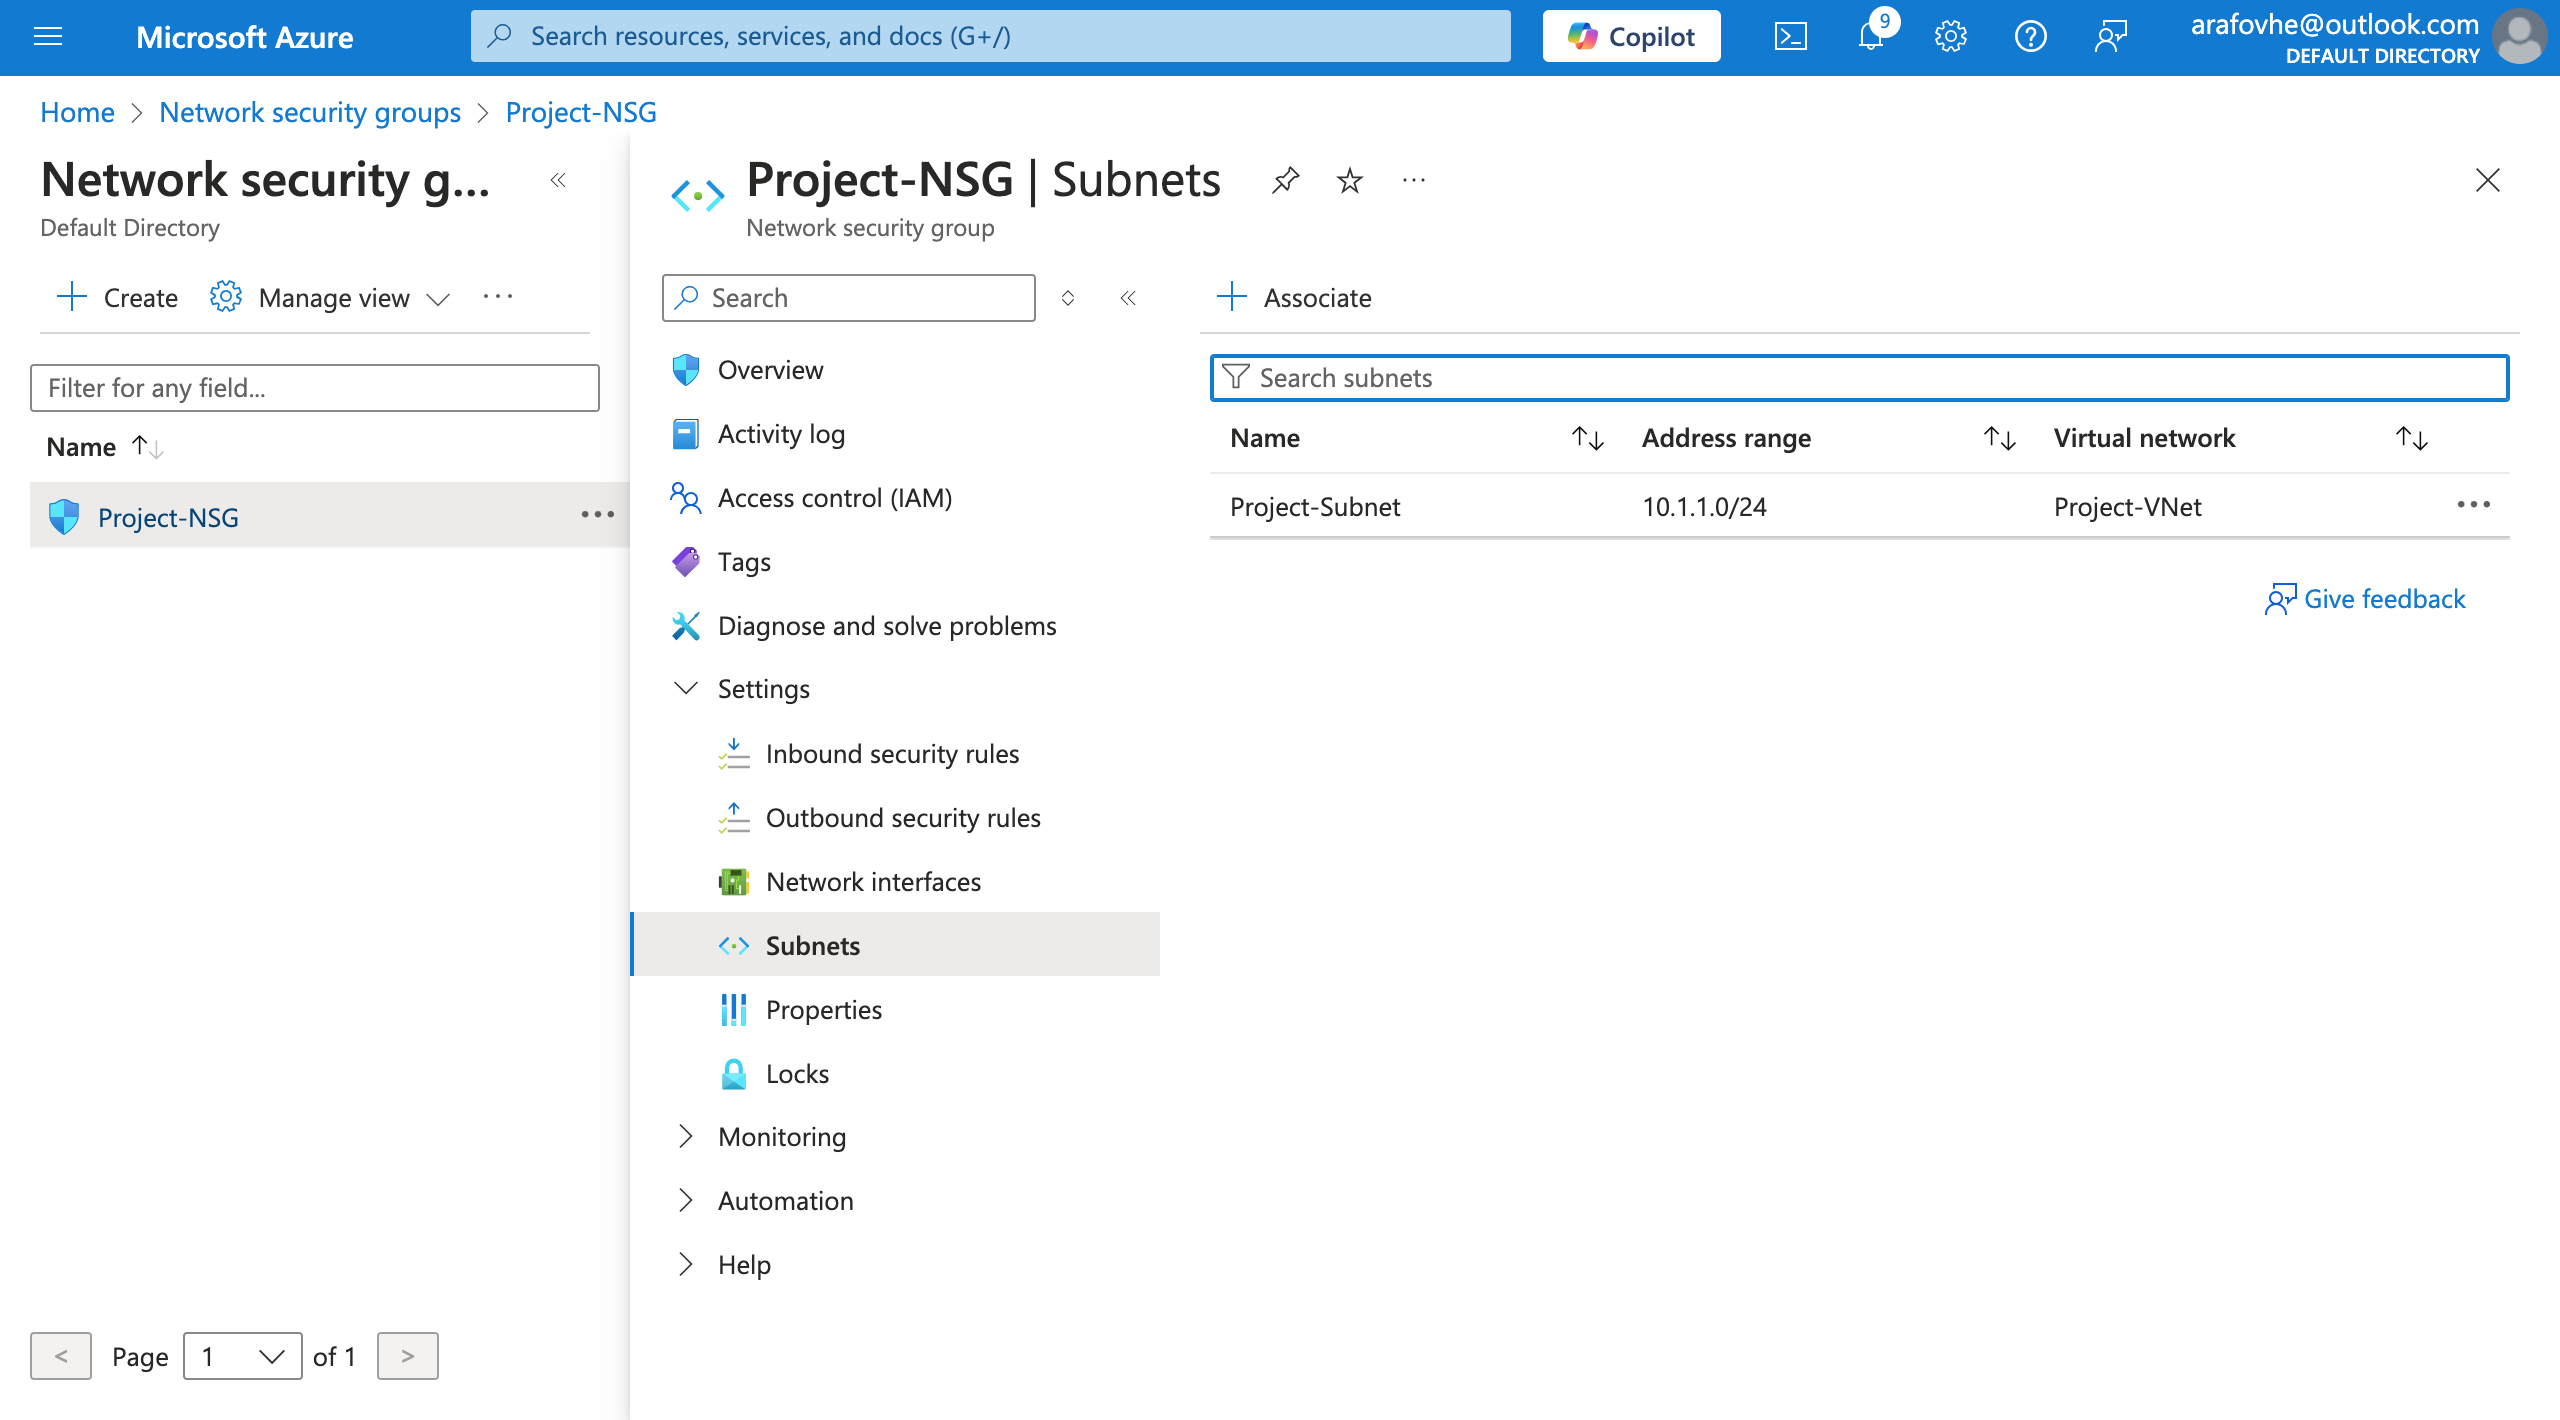 Microsoft Azure
Search resources, services, and docs (G+/)
Copilot
9
arafovhe@outlook.com
DEFAULT DIRECTORY
Home > Network security groups > Project-NSG
Network security g...
Default Directory
Create
Manage view
Filter for any field...
Name
Project-NSG
< Page 1 of 1 >
Project-NSG | Subnets
Network security group
Search
Overview
Activity log
Access control (IAM)
Tags
Diagnose and solve problems
Settings
Inbound security rules
Outbound security rules
Network interfaces
Subnets
Properties
Locks
Monitoring
Automation
Help
Associate
Search subnets
Name Address range Virtual network
Project-Subnet 10.1.1.0/24 Project-VNet
Give feedback